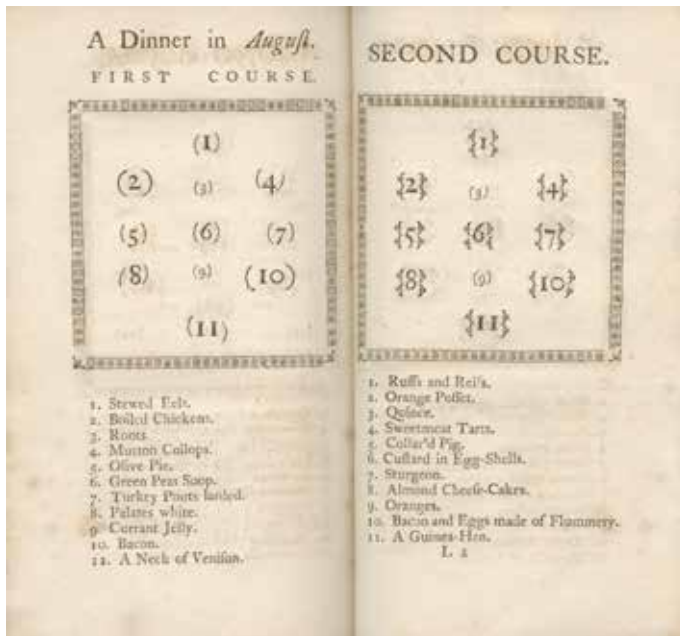 A Dinner in Auguſt.
FIRST COURSE.
(1)
(2) (3) (4)
(5) (6) (7)
(8) (9) (10)
(11)
1. Stewed Eels.
2. Boiled Chickens.
3. Roots.
4. Mutton Collops.
5. Olive Pie.
6. Green Peas Soop.
7. Turkey Pouts larded.
8. Palates white.
9. Currant Jelly.
10. Bacon.
11. A Neck of Veniſon.
SECOND COURSE.
{1}
{2} (3) {4}
{5} {6} {7}
{8} (9) {10}
{11}
1. Ruffs and Reifs.
2. Orange Poſſet.
3. Quince.
4. Sweetmeat Tarts.
5. Collar'd Pig.
6. Cuſtard in Egg-Shells.
7. Sturgeon.
8. Almond Cheeſe-Cakes.
9. Oranges.
10. Bacon and Eggs made of Flummery.
11. A Guinea-Hen.
L 2